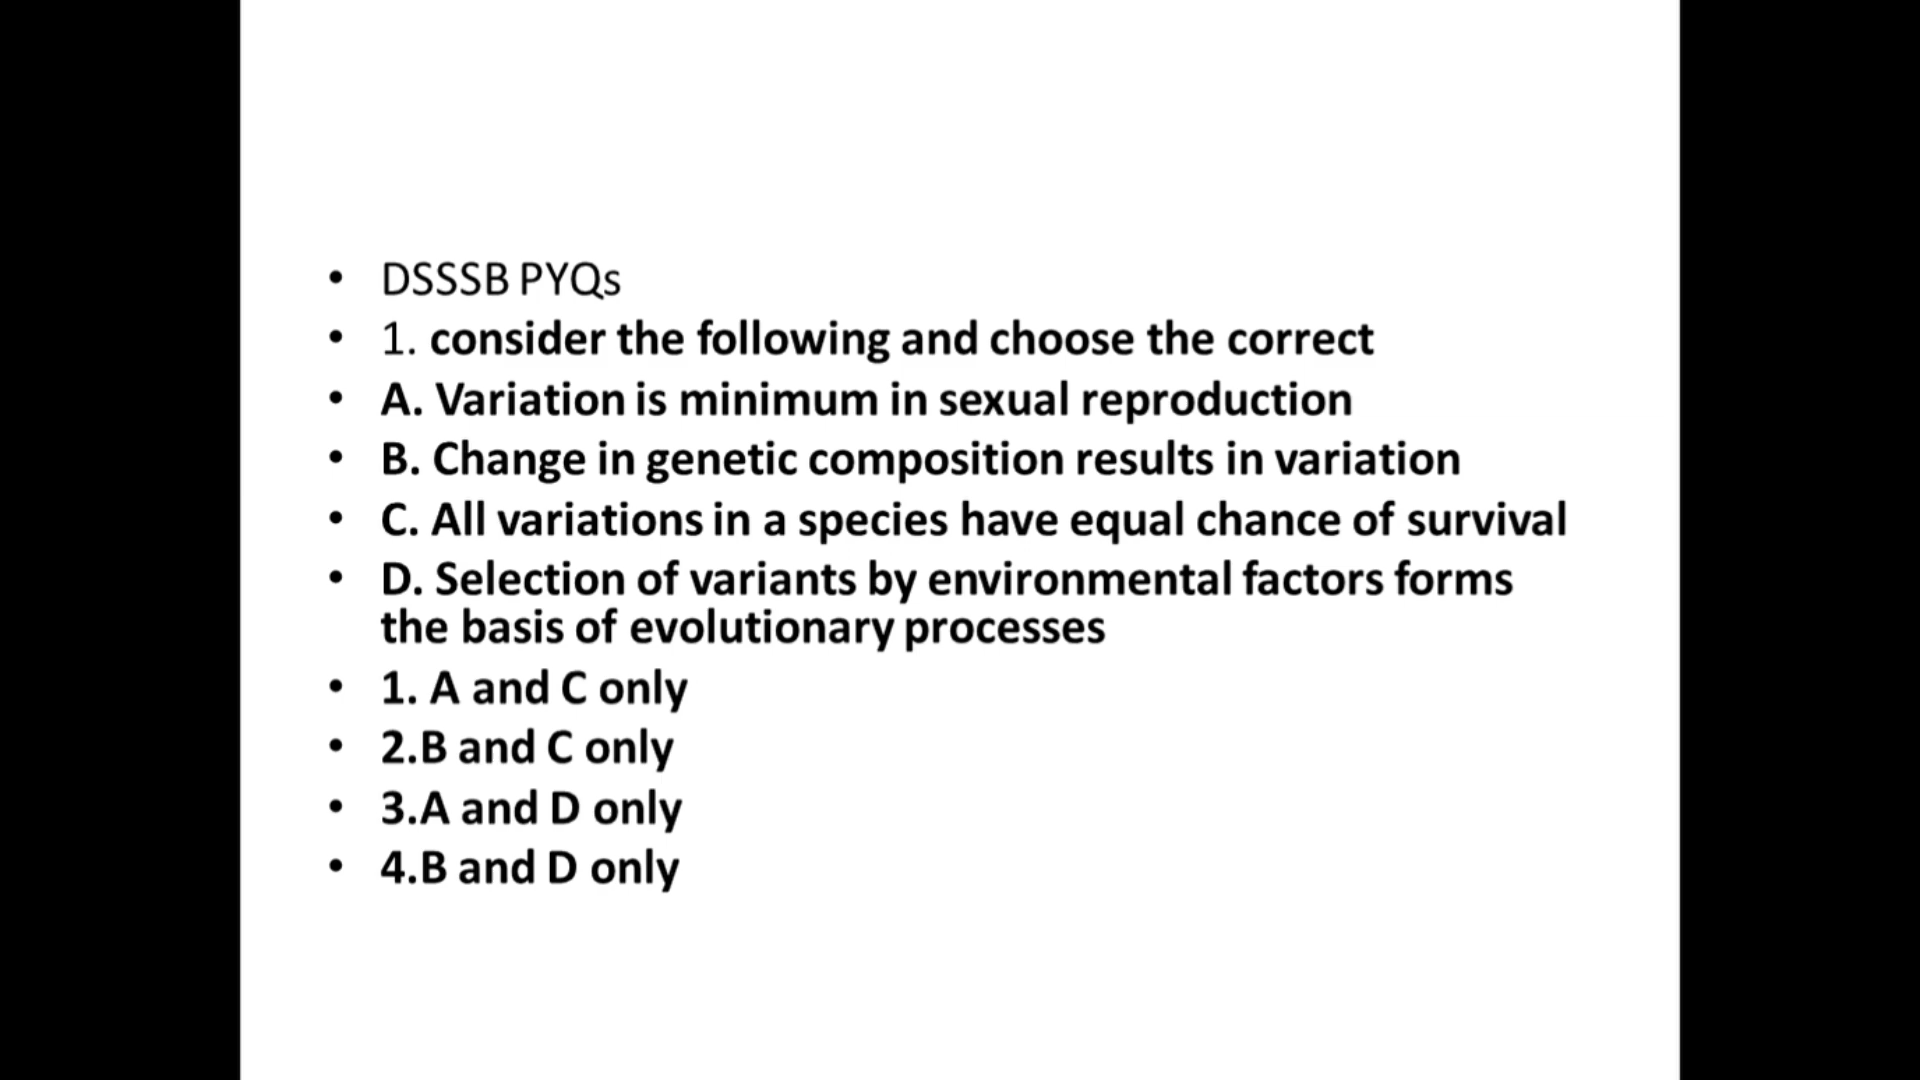 • DSSSB PYQs
• 1. consider the following and choose the correct
• A. Variation is minimum in sexual reproduction
• B. Change in genetic composition results in variation
• C. All variations in a species have equal chance of survival
• D. Selection of variants by environmental factors forms
the basis of evolutionary processes
• 1. A and C only
• 2.B and C only
• 3.A and D only
• 4.B and D only